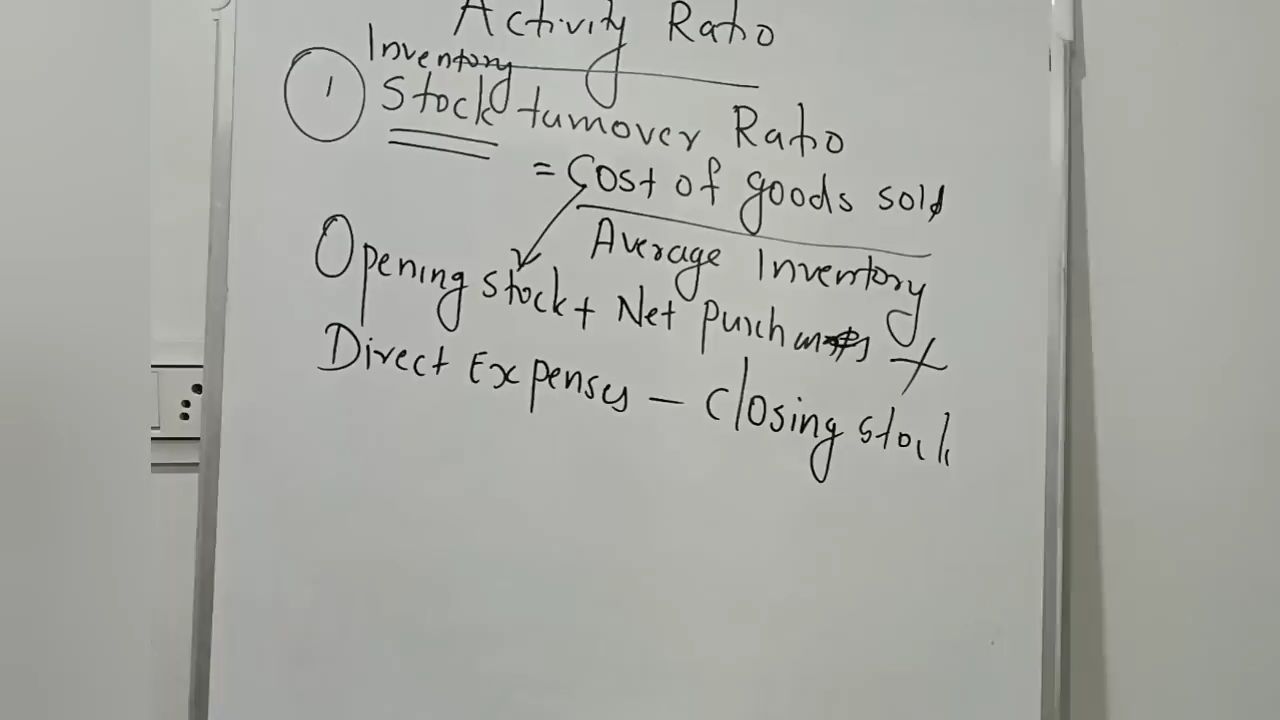 Activity Ratio
Inventory
1 Stock turnover Ratio
= Cost of goods sold
Average Inventory
Opening stock + Net Purchases +
Direct Expenses - Closing stock